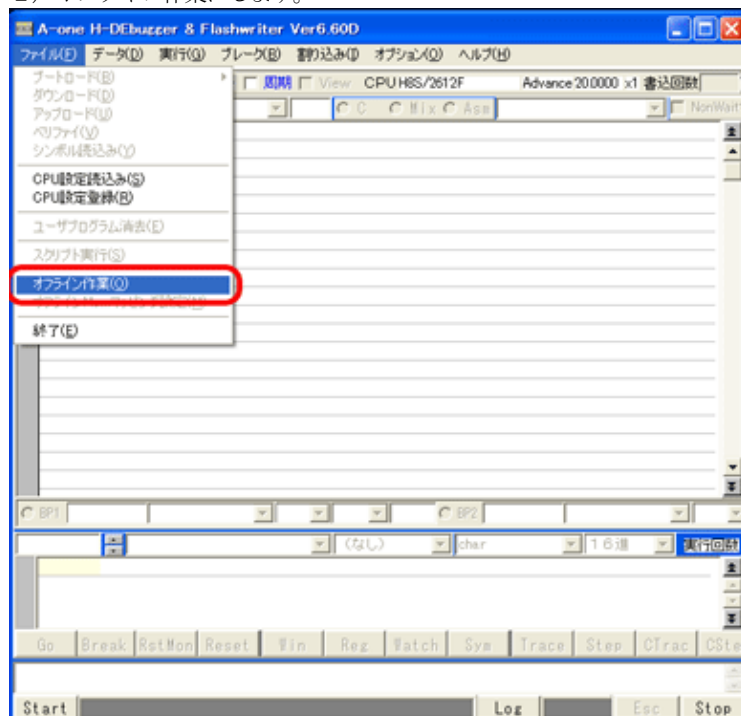 A-one H-DEbugger & Flashwriter Ver6.60D
ファイル(F) データ(D) 実行(G) ブレーク(B) 割り込み(I) オプション(O) ヘルプ(H)
ブートロード(B)
周期 View CPU H8S/2612F Advance 20.0000 x1 書込回数
ダウンロード(D)
アップロード(U)
C Mix Asm NonWait
ベリファイ(V)
シンボル読込み(Y)
CPU設定読込み(S)
CPU設定登録(R)
ユーザプログラム消去(E)
スクリプト実行(S)
オフライン作業(O)
終了(E)
BP1 BP2
(なし) char 16進 実行回数
Go Break RstMon Reset Win Reg Watch Sym Trace Step CTrac CSte
Start Log Esc Stop